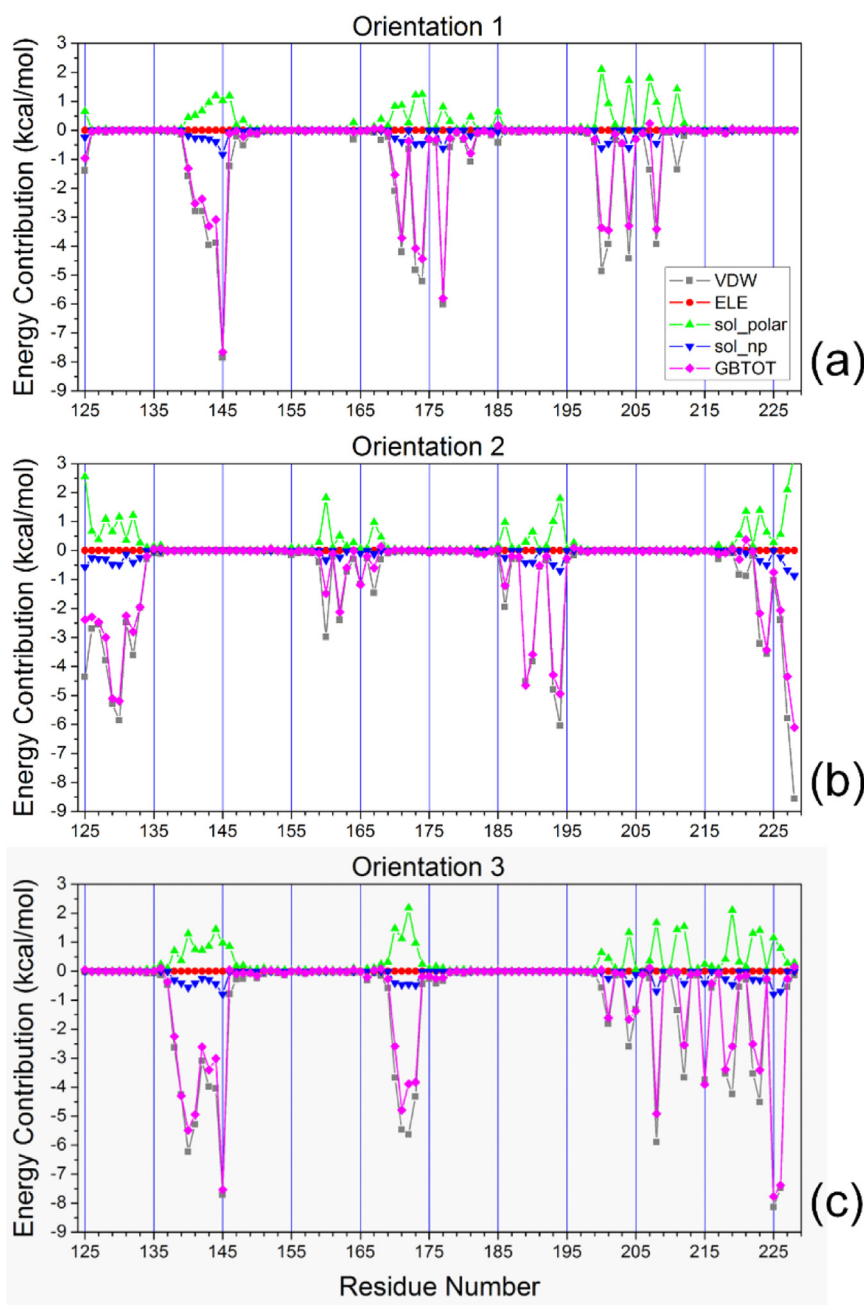 Orientation 1
Energy Contribution (kcal/mol)
3
2
1
0
-1
-2
-3
-4
-5
-6
-7
-8
-9
VDW
ELE
sol_polar
sol_np
GBTOT
(a)
125 135 145 155 165 175 185 195 205 215 225
Orientation 2
Energy Contribution (kcal/mol)
3
2
1
0
-1
-2
-3
-4
-5
-6
-7
-8
-9
(b)
125 135 145 155 165 175 185 195 205 215 225
Orientation 3
Energy Contribution (kcal/mol)
3
2
1
0
-1
-2
-3
-4
-5
-6
-7
-8
-9
(c)
125 135 145 155 165 175 185 195 205 215 225
Residue Number